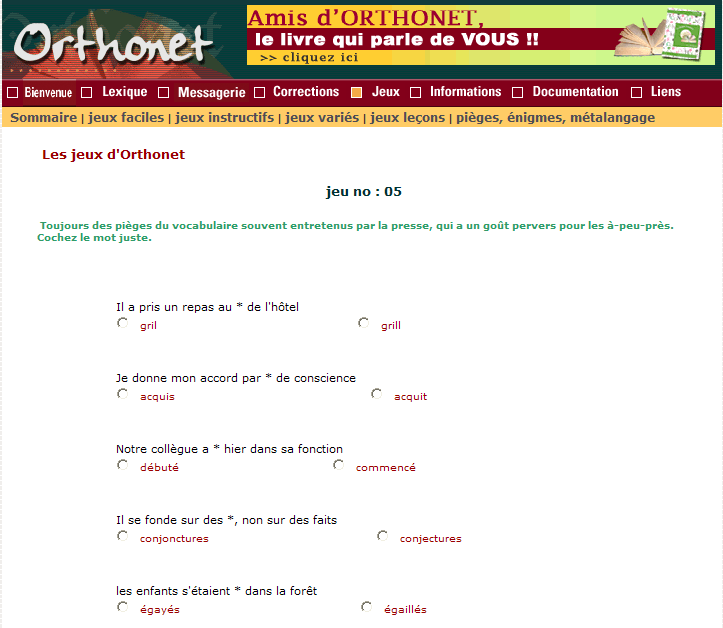 Orthonet
Amis d'ORTHONET,
le livre qui parle de VOUS !!
>> cliquez ici
Bienvenue Lexique Messagerie Corrections Jeux Informations Documentation Liens
Sommaire | jeux faciles | jeux instructifs | jeux variés | jeux leçons | pièges, énigmes, métalangage
Les jeux d'Orthonet
jeu no : 05
Toujours des pièges du vocabulaire souvent entretenus par la presse, qui a un goût pervers pour les à-peu-près.
Cochez le mot juste.
Il a pris un repas au * de l'hôtel
gril grill
Je donne mon accord par * de conscience
acquis acquit
Notre collègue a * hier dans sa fonction
débuté commencé
Il se fonde sur des *, non sur des faits
conjonctures conjectures
les enfants s'étaient * dans la forêt
égayés égaillés